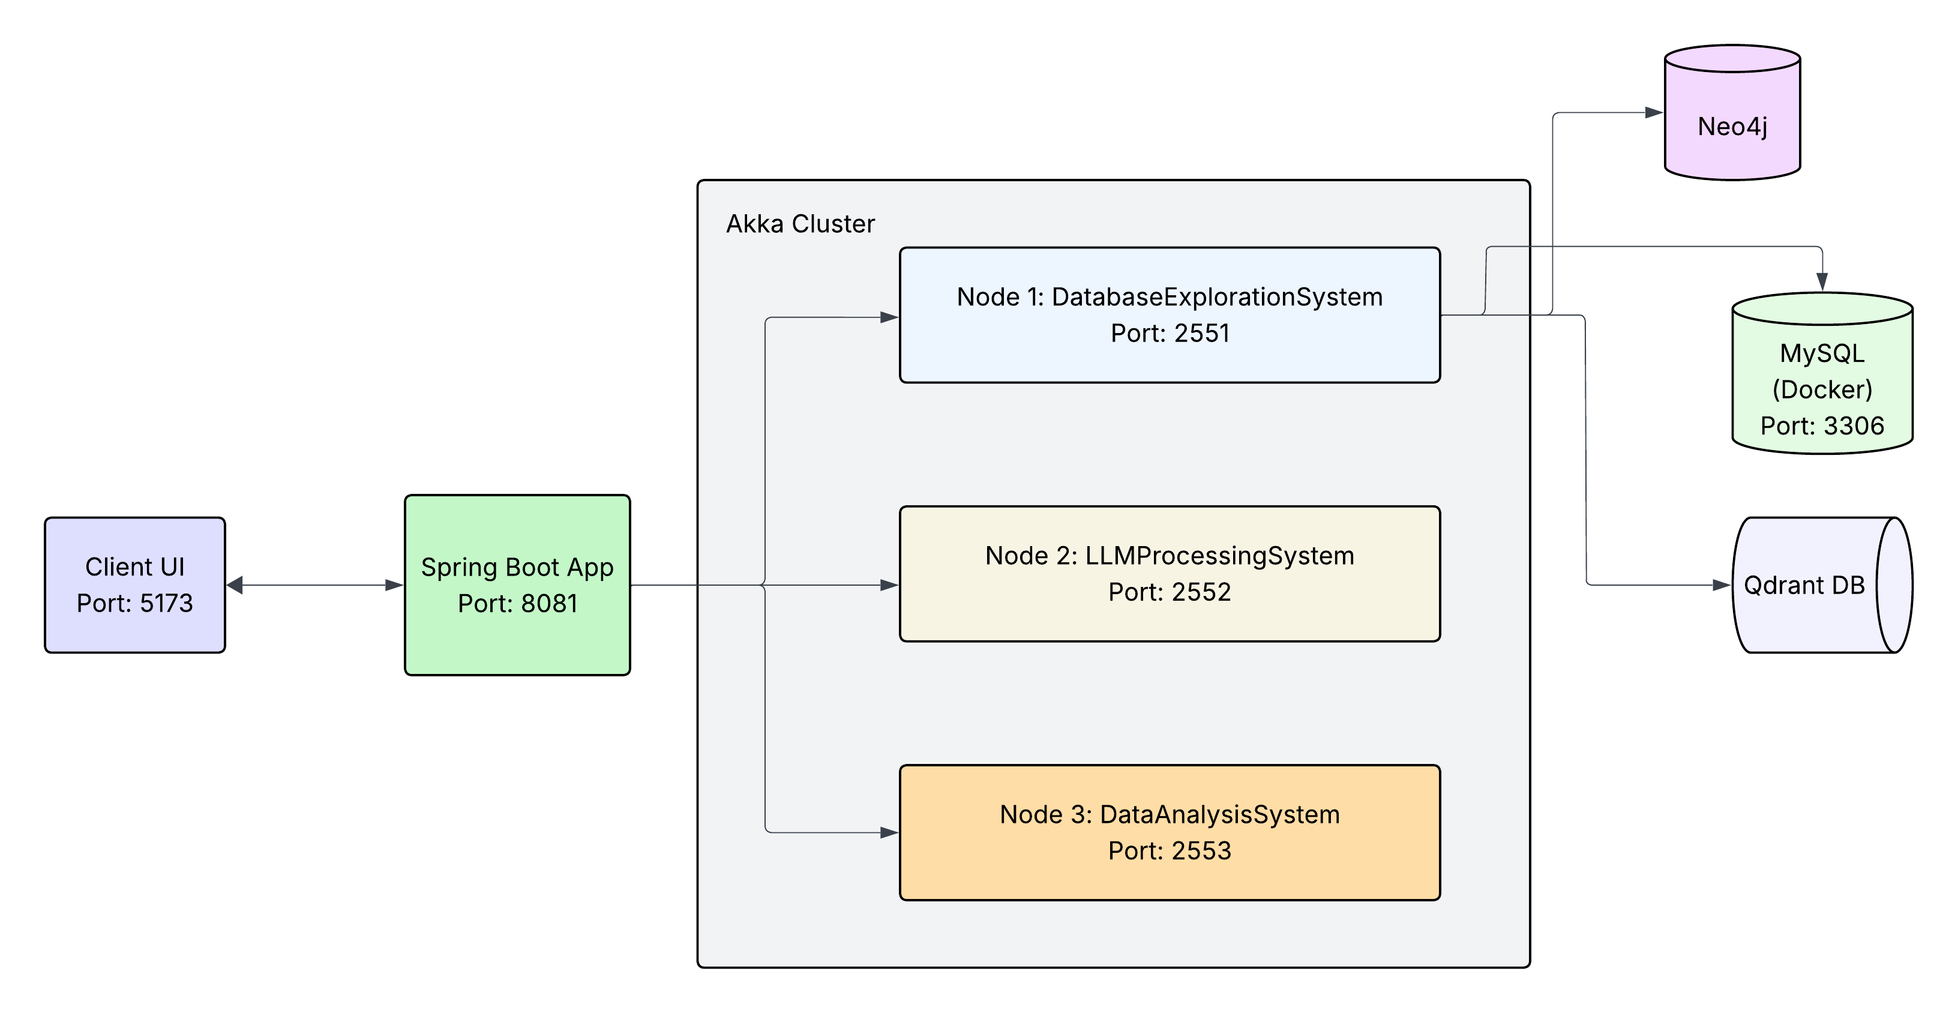 Neo4j
Akka Cluster
Node 1: DatabaseExplorationSystem
Port: 2551
MySQL
(Docker)
Port: 3306
Client UI
Port: 5173
Spring Boot App
Port: 8081
Node 2: LLMProcessingSystem
Port: 2552
Qdrant DB
Node 3: DataAnalysisSystem
Port: 2553